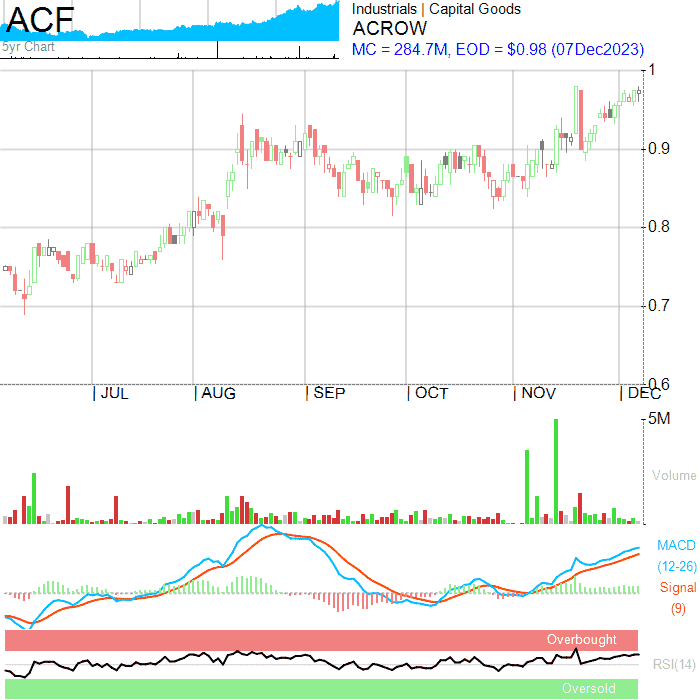 ACF
5yr Chart
Industrials | Capital Goods
ACROW
MC = 284.7M, EOD = $0.98 (07Dec2023)
1
0.9
0.8
0.7
0.6
JUL AUG SEP OCT NOV DEC
5M
Volume
MACD
(12-26)
Signal
(9)
Overbought
RSI(14)
Oversold